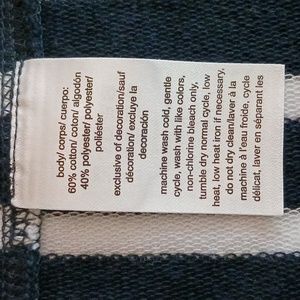 body/ corps/ cuerpo:
60% cotton/ coton/ algodón
40% polyester/ polyester/
poliéster
exclusive of decoration/sauf
décoration/ excluye la
decoración
machine wash cold, gentle
cycle, wash with like colors,
non-chlorine bleach only,
tumble dry normal cycle, low
heat, low heat iron if necessary,
do not dry clean/laver à la
machine à l'eau froide, cycle
délicat, laver en séparant les